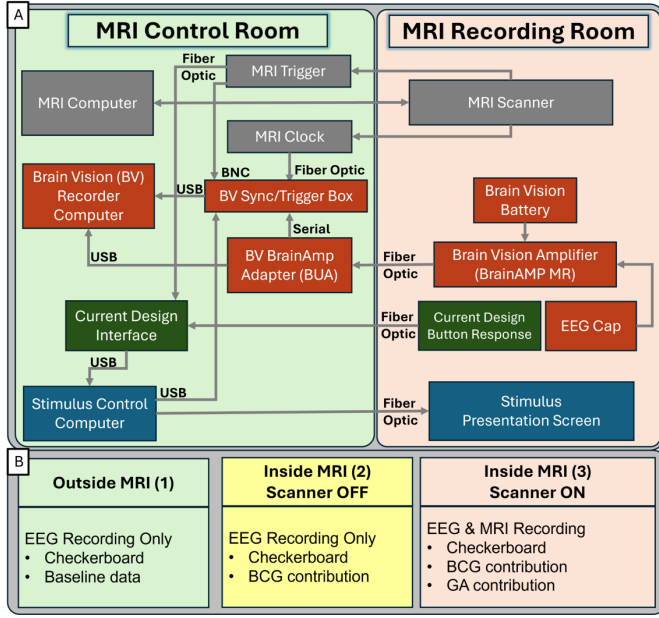 A
MRI Control Room
MRI Recording Room
Fiber
Optic
MRI Trigger
MRI Computer
MRI Scanner
MRI Clock
BNC
Fiber Optic
Brain Vision (BV)
Recorder
Computer
USB
BV Sync/Trigger Box
Brain Vision
Battery
Serial
USB
BV BrainAmp
Adapter (BUA)
Fiber
Optic
Brain Vision Amplifier
(BrainAMP MR)
Current Design
Interface
Fiber
Optic
Current Design
Button Response
EEG Cap
USB
Stimulus Control
Computer
USB
Fiber
Optic
Stimulus
Presentation Screen
B
Outside MRI (1)
EEG Recording Only
• Checkerboard
• Baseline data
Inside MRI (2)
Scanner OFF
EEG Recording Only
• Checkerboard
• BCG contribution
Inside MRI (3)
Scanner ON
EEG & MRI Recording
• Checkerboard
• BCG contribution
• GA contribution